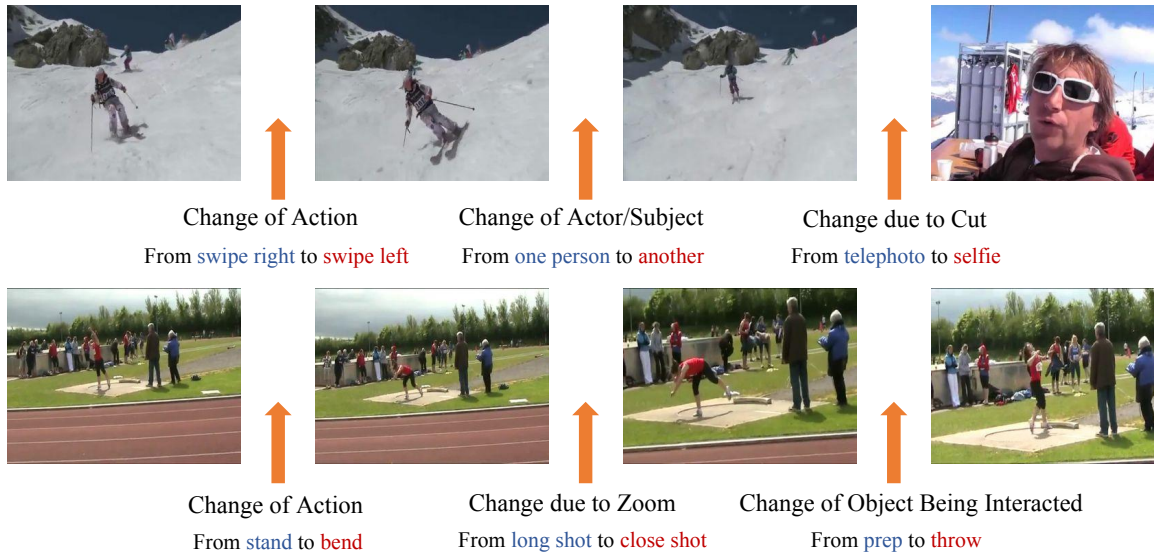 Change of Action
Change of Actor/Subject
Change due to Cut
From swipe right to swipe left
From one person to another
From telephoto to selfie
Change of Action
Change due to Zoom
Change of Object Being Interacted
From stand to bend
From long shot to close shot
From prep to throw